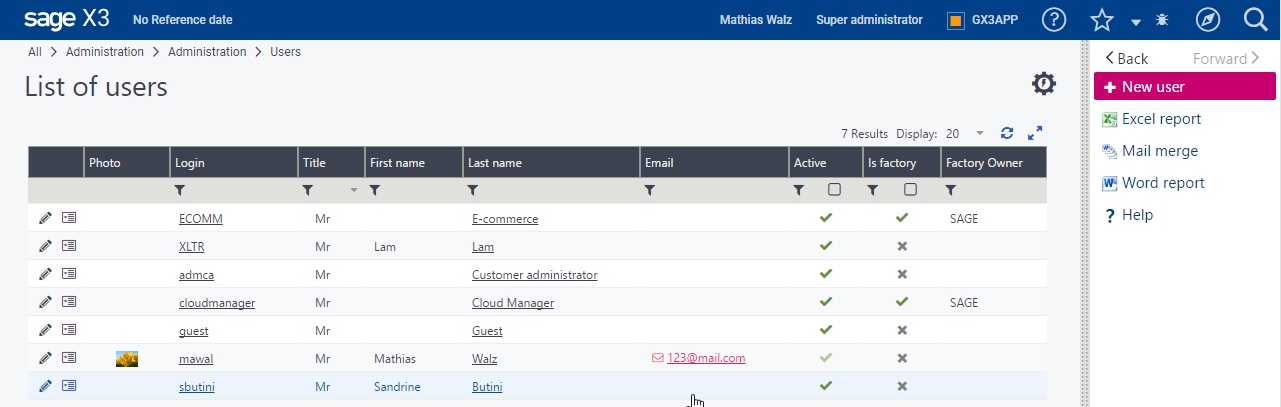 sage X3 No Reference date Mathias Walz Super administrator GX3APP ?
All > Administration > Administration > Users
Back Forward
List of users
New user
Excel report
Mail merge
Word report
? Help
7 Results Display: 20
Photo Login Title First name Last name Email Active Is factory Factory Owner
ECOMM Mr E-commerce SAGE
XLTR Mr Lam Lam
admca Mr Customer administrator
cloudmanager Mr Cloud Manager SAGE
guest Mr Guest
mawal Mr Mathias Walz 123@mail.com
sbutini Mr Sandrine Butini